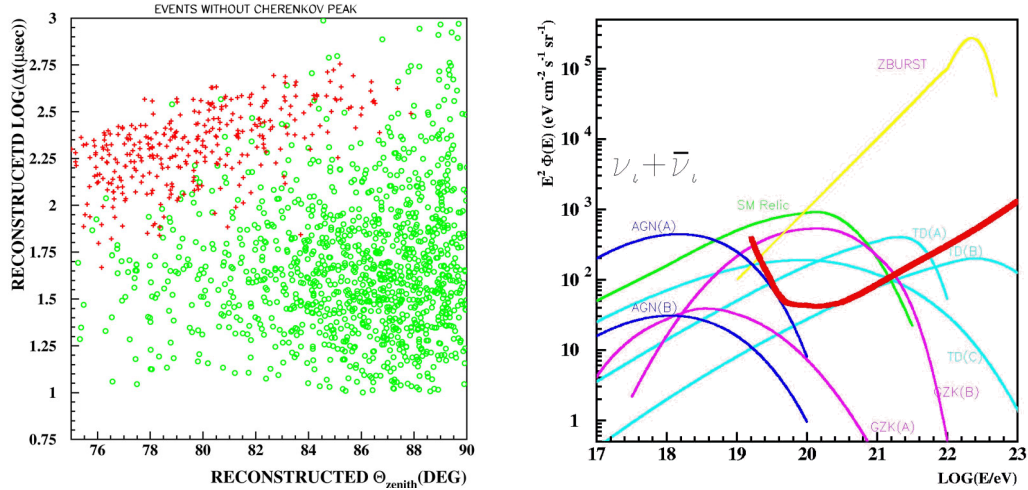 EVENTS WITHOUT CHERENKOV PEAK
RECONSTRUCETD LOG(Δt(μsec)
3
2.75
2.5
2.25
2
1.75
1.5
1.25
1
0.75
76 78 80 82 84 86 88 90
RECONSTRUCTED Θzenith(DEG)
E² Φ(E) (eV cm⁻² s⁻¹ sr⁻¹)
10⁵
10⁴
10³
10²
10
1
ZBURST
νᵢ+ν̄ᵢ
SM Relic
AGN(A)
TD(A)
TD(B)
AGN(B)
TD(C)
GZK(B)
GZK(A)
17 18 19 20 21 22 23
LOG(E/eV)